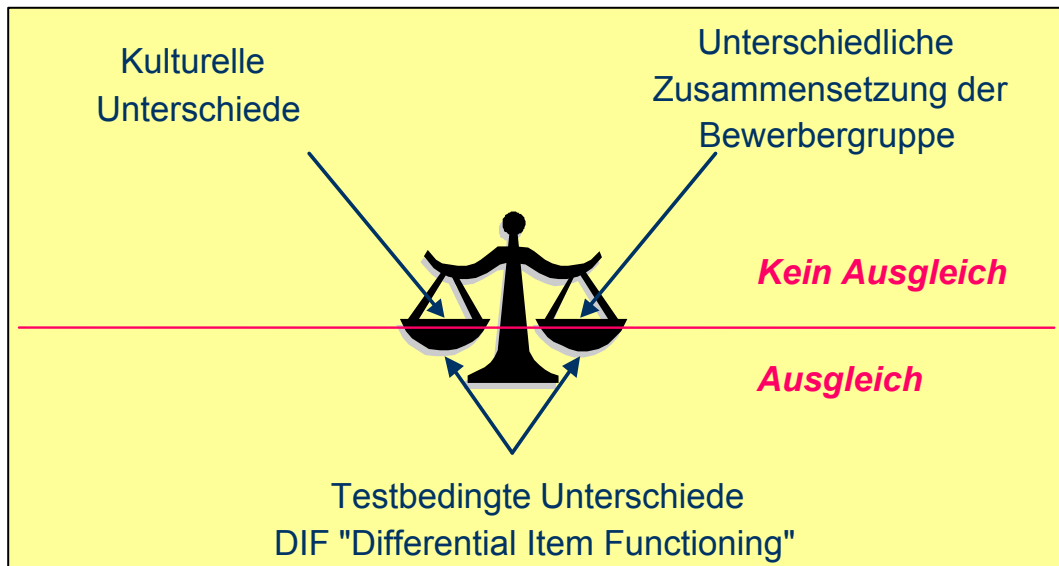 Kulturelle
Unterschiede
Unterschiedliche
Zusammensetzung der
Bewerbergruppe
Kein Ausgleich
Ausgleich
Testbedingte Unterschiede
DIF "Differential Item Functioning"